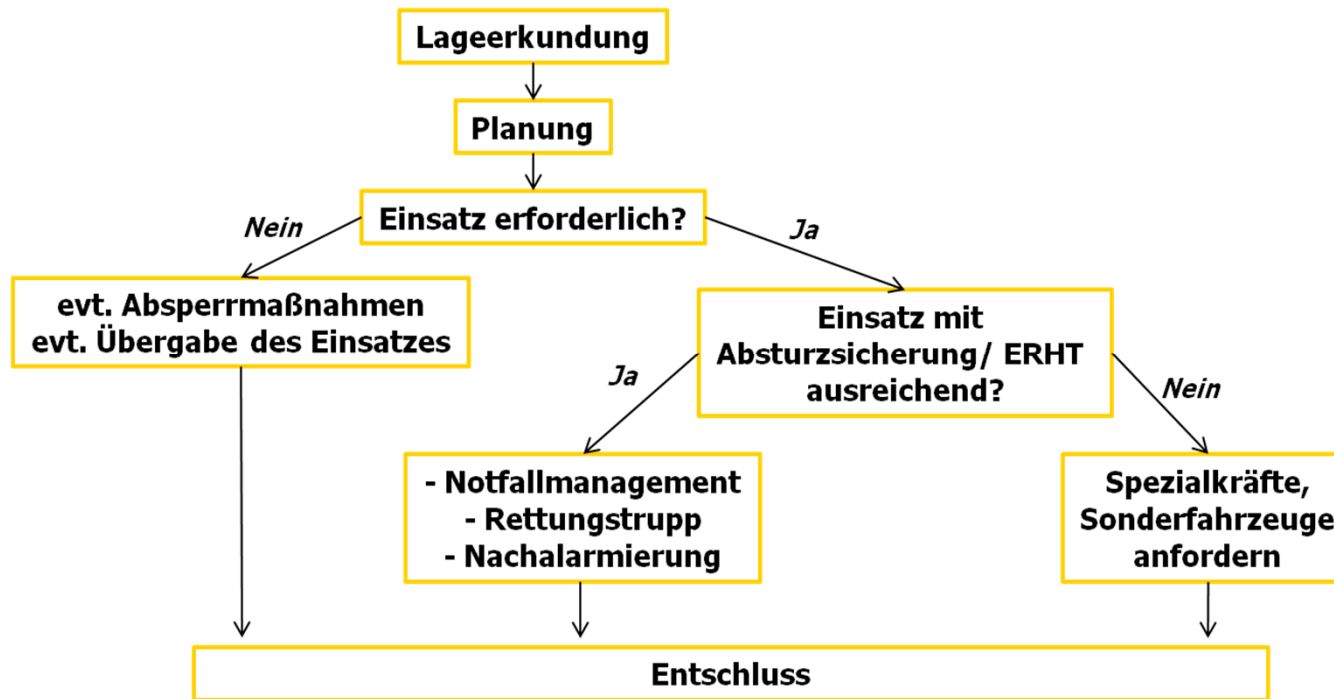 Lageerkundung
Planung
Einsatz erforderlich?
Nein
Ja
evt. Absperrmaßnahmen
evt. Übergabe des Einsatzes
Einsatz mit
Absturzsicherung/ ERHT
ausreichend?
Ja
Nein
- Notfallmanagement
- Rettungstrupp
- Nachalarmierung
Spezialkräfte,
Sonderfahrzeuge
anfordern
Entschluss